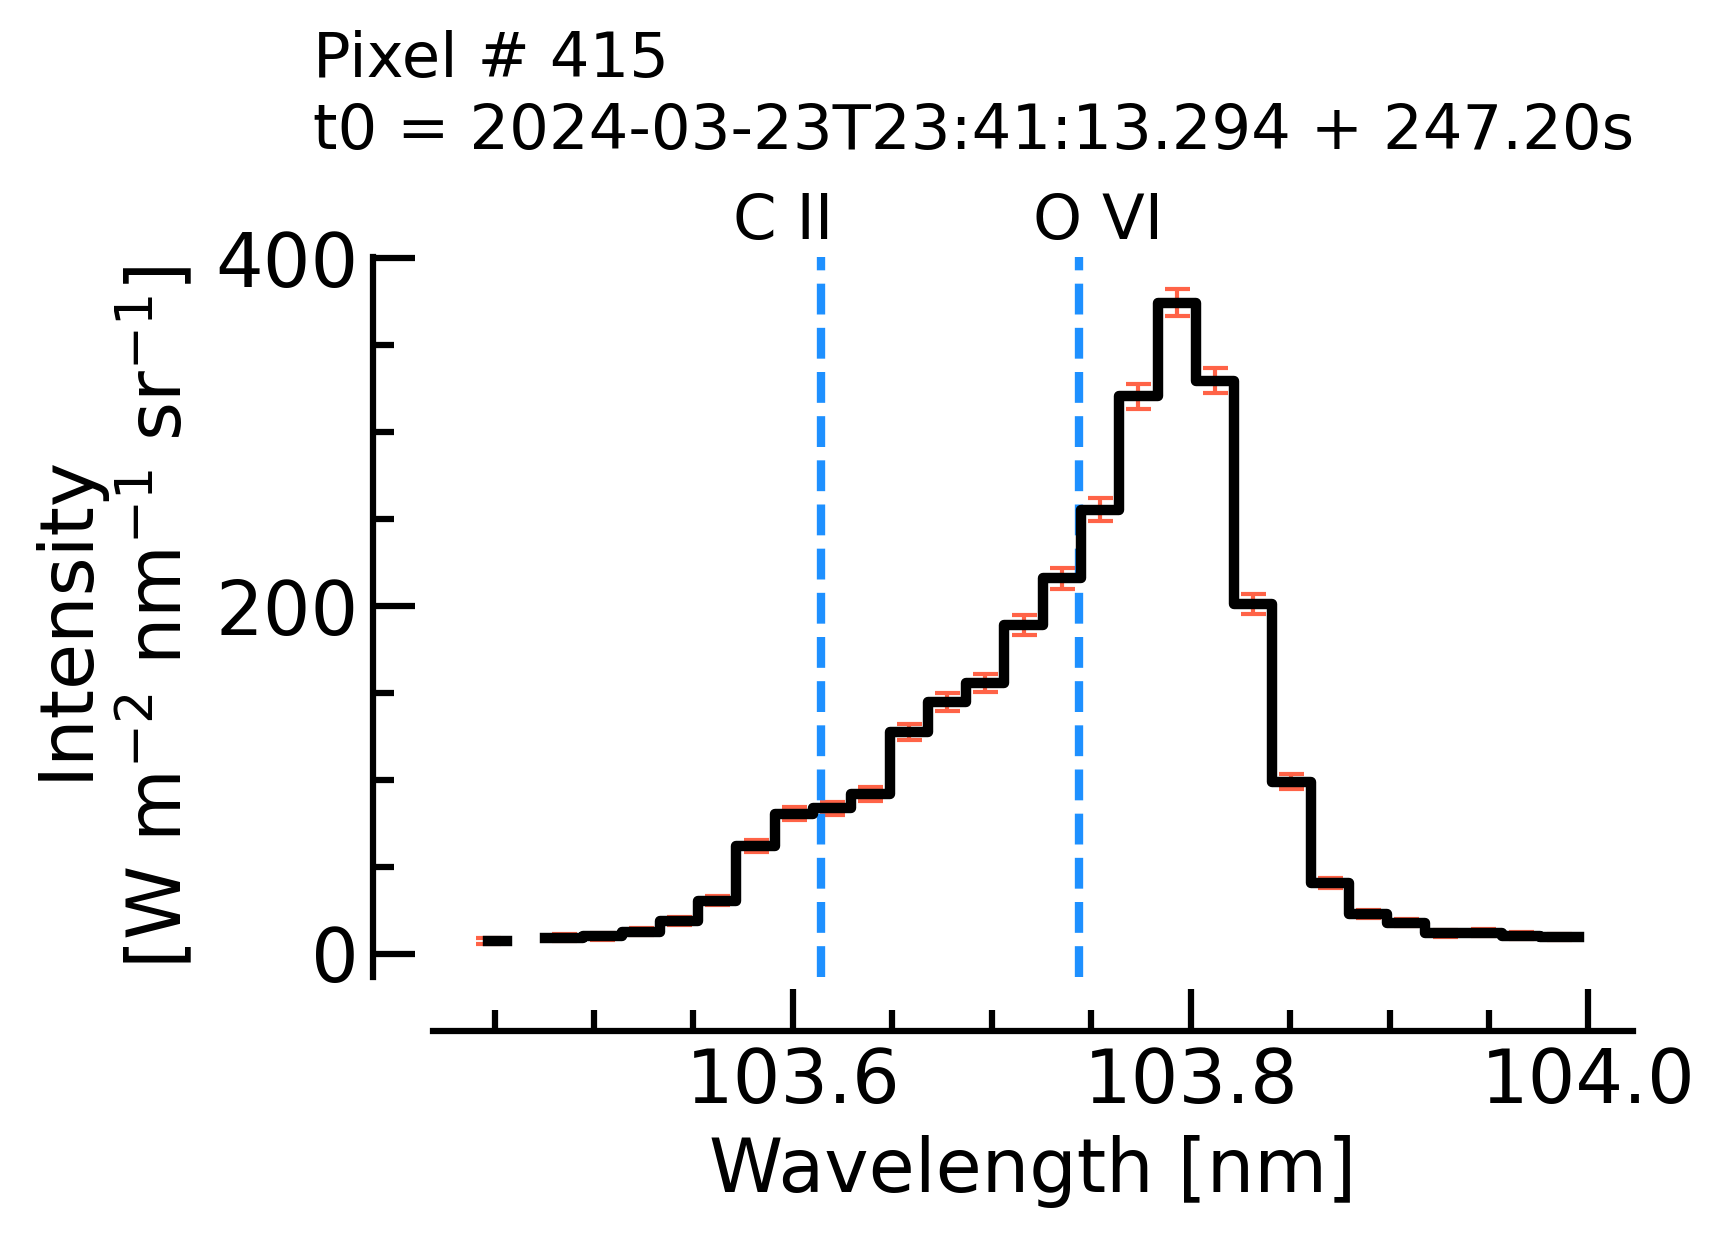 Pixel # 415
t0 = 2024-03-23T23:41:13.294 + 247.20s
C II O VI
400
200
0
Intensity
[W m⁻² nm⁻¹ sr⁻¹]
103.6 103.8 104.0
Wavelength [nm]